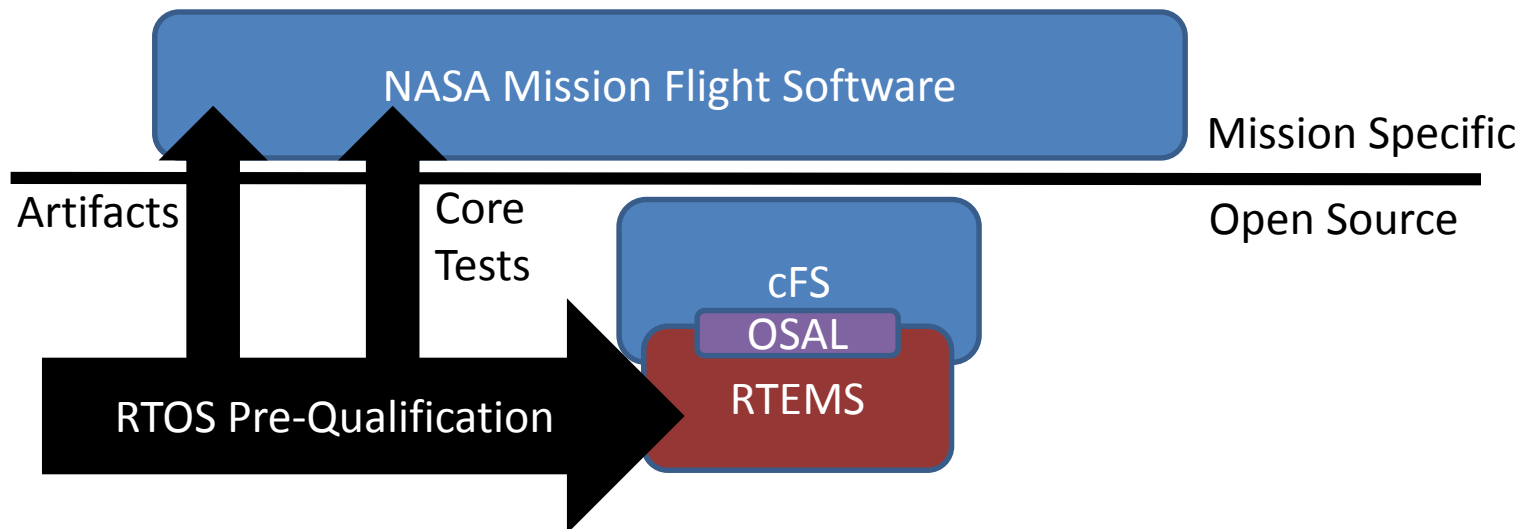 NASA Mission Flight Software
Mission Specific
Artifacts
Core
Tests
Open Source
cFS
OSAL
RTEMS
RTOS Pre-Qualification